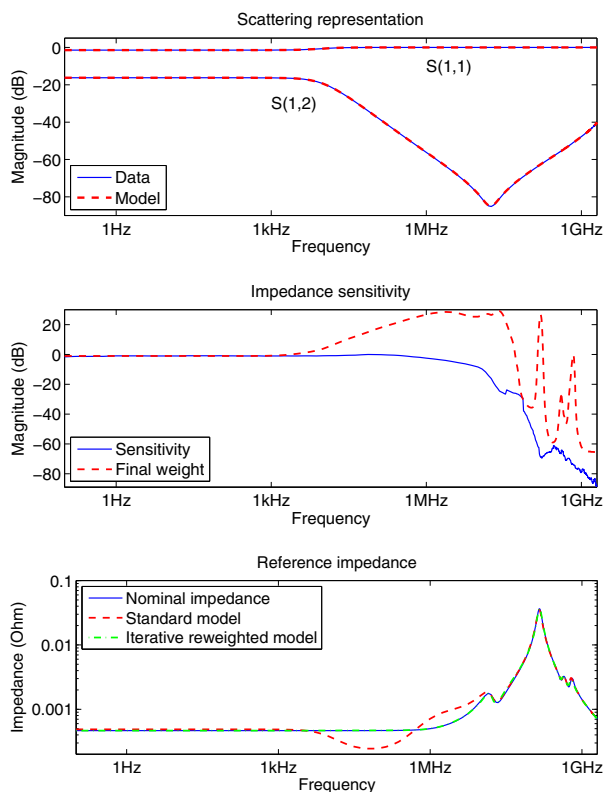 Scattering representation
Magnitude (dB)
0
−20
−40
−60
−80
S(1,1)
S(1,2)
Data
Model
1Hz
1kHz
1MHz
1GHz
Frequency
Impedance sensitivity
Magnitude (dB)
20
0
−20
−40
−60
−80
Sensitivity
Final weight
1Hz
1kHz
1MHz
1GHz
Frequency
Reference impedance
Impedance (Ohm)
0.1
0.01
0.001
Nominal impedance
Standard model
Iterative reweighted model
1Hz
1kHz
1MHz
1GHz
Frequency